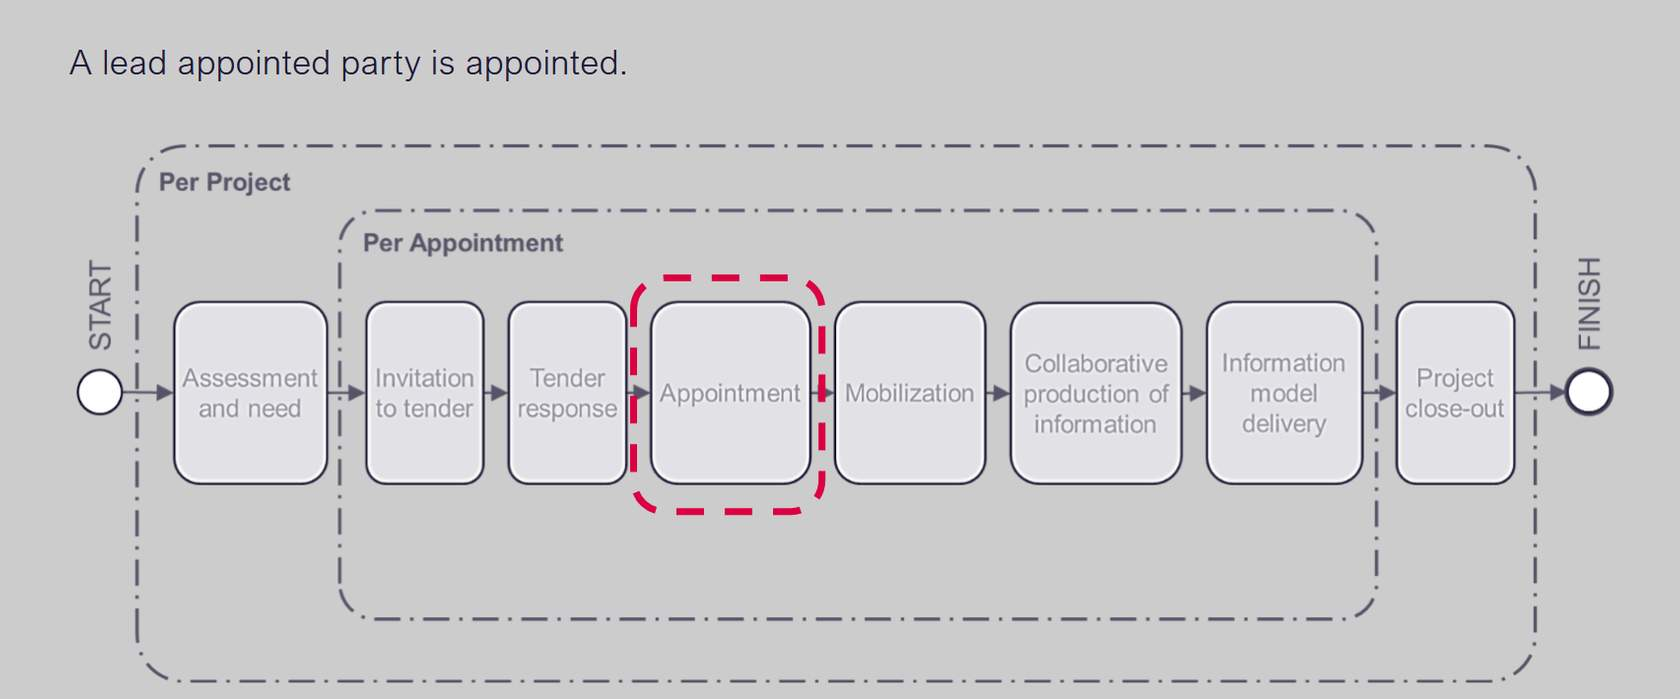 A lead appointed party is appointed.
Per Project
Per Appointment
START
Assessment
and need
Invitation
to tender
Tender
response
Appointment
Mobilization
Collaborative
production of
information
Information
model
delivery
Project
close-out
FINISH